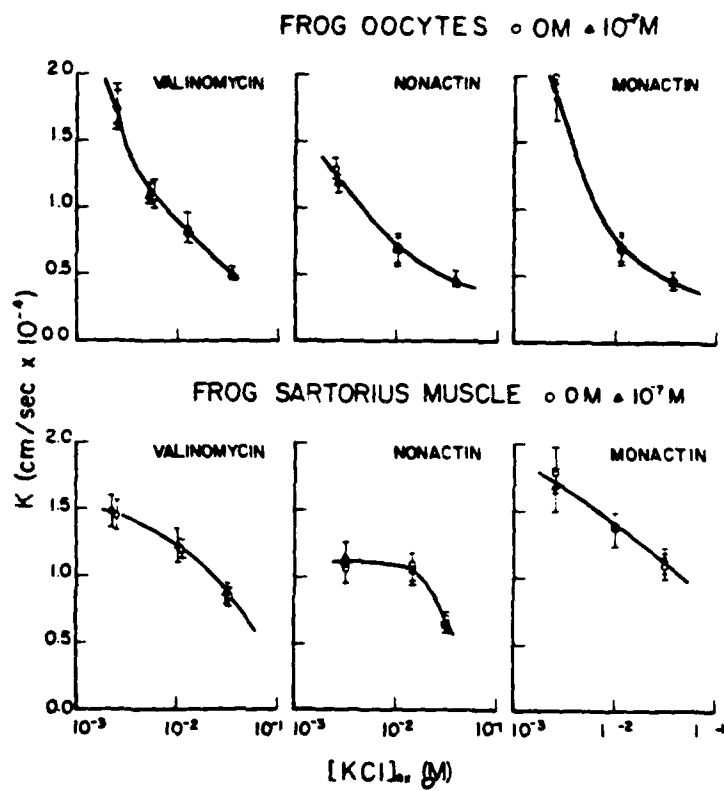 FROG OOCYTES ○ 0M ▲ 10⁻⁷M
VALINOMYCIN NONACTIN MONACTIN
2.0
1.5
1.0
0.5
0.0
K (cm/sec x 10⁻⁴)
FROG SARTORIUS MUSCLE ○ 0M ▲ 10⁻⁷M
VALINOMYCIN NONACTIN MONACTIN
2.0
1.5
1.0
0.5
0.0
10⁻³ 10⁻² 10⁻¹ 10⁻³ 10⁻² 10⁻¹ 10⁻³ 1⁻² 1⁻
[KCl] (M)